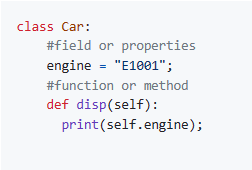 class Car:
    #field or properties
    engine = "E1001";
    #function or method
    def disp(self):
      print(self.engine);